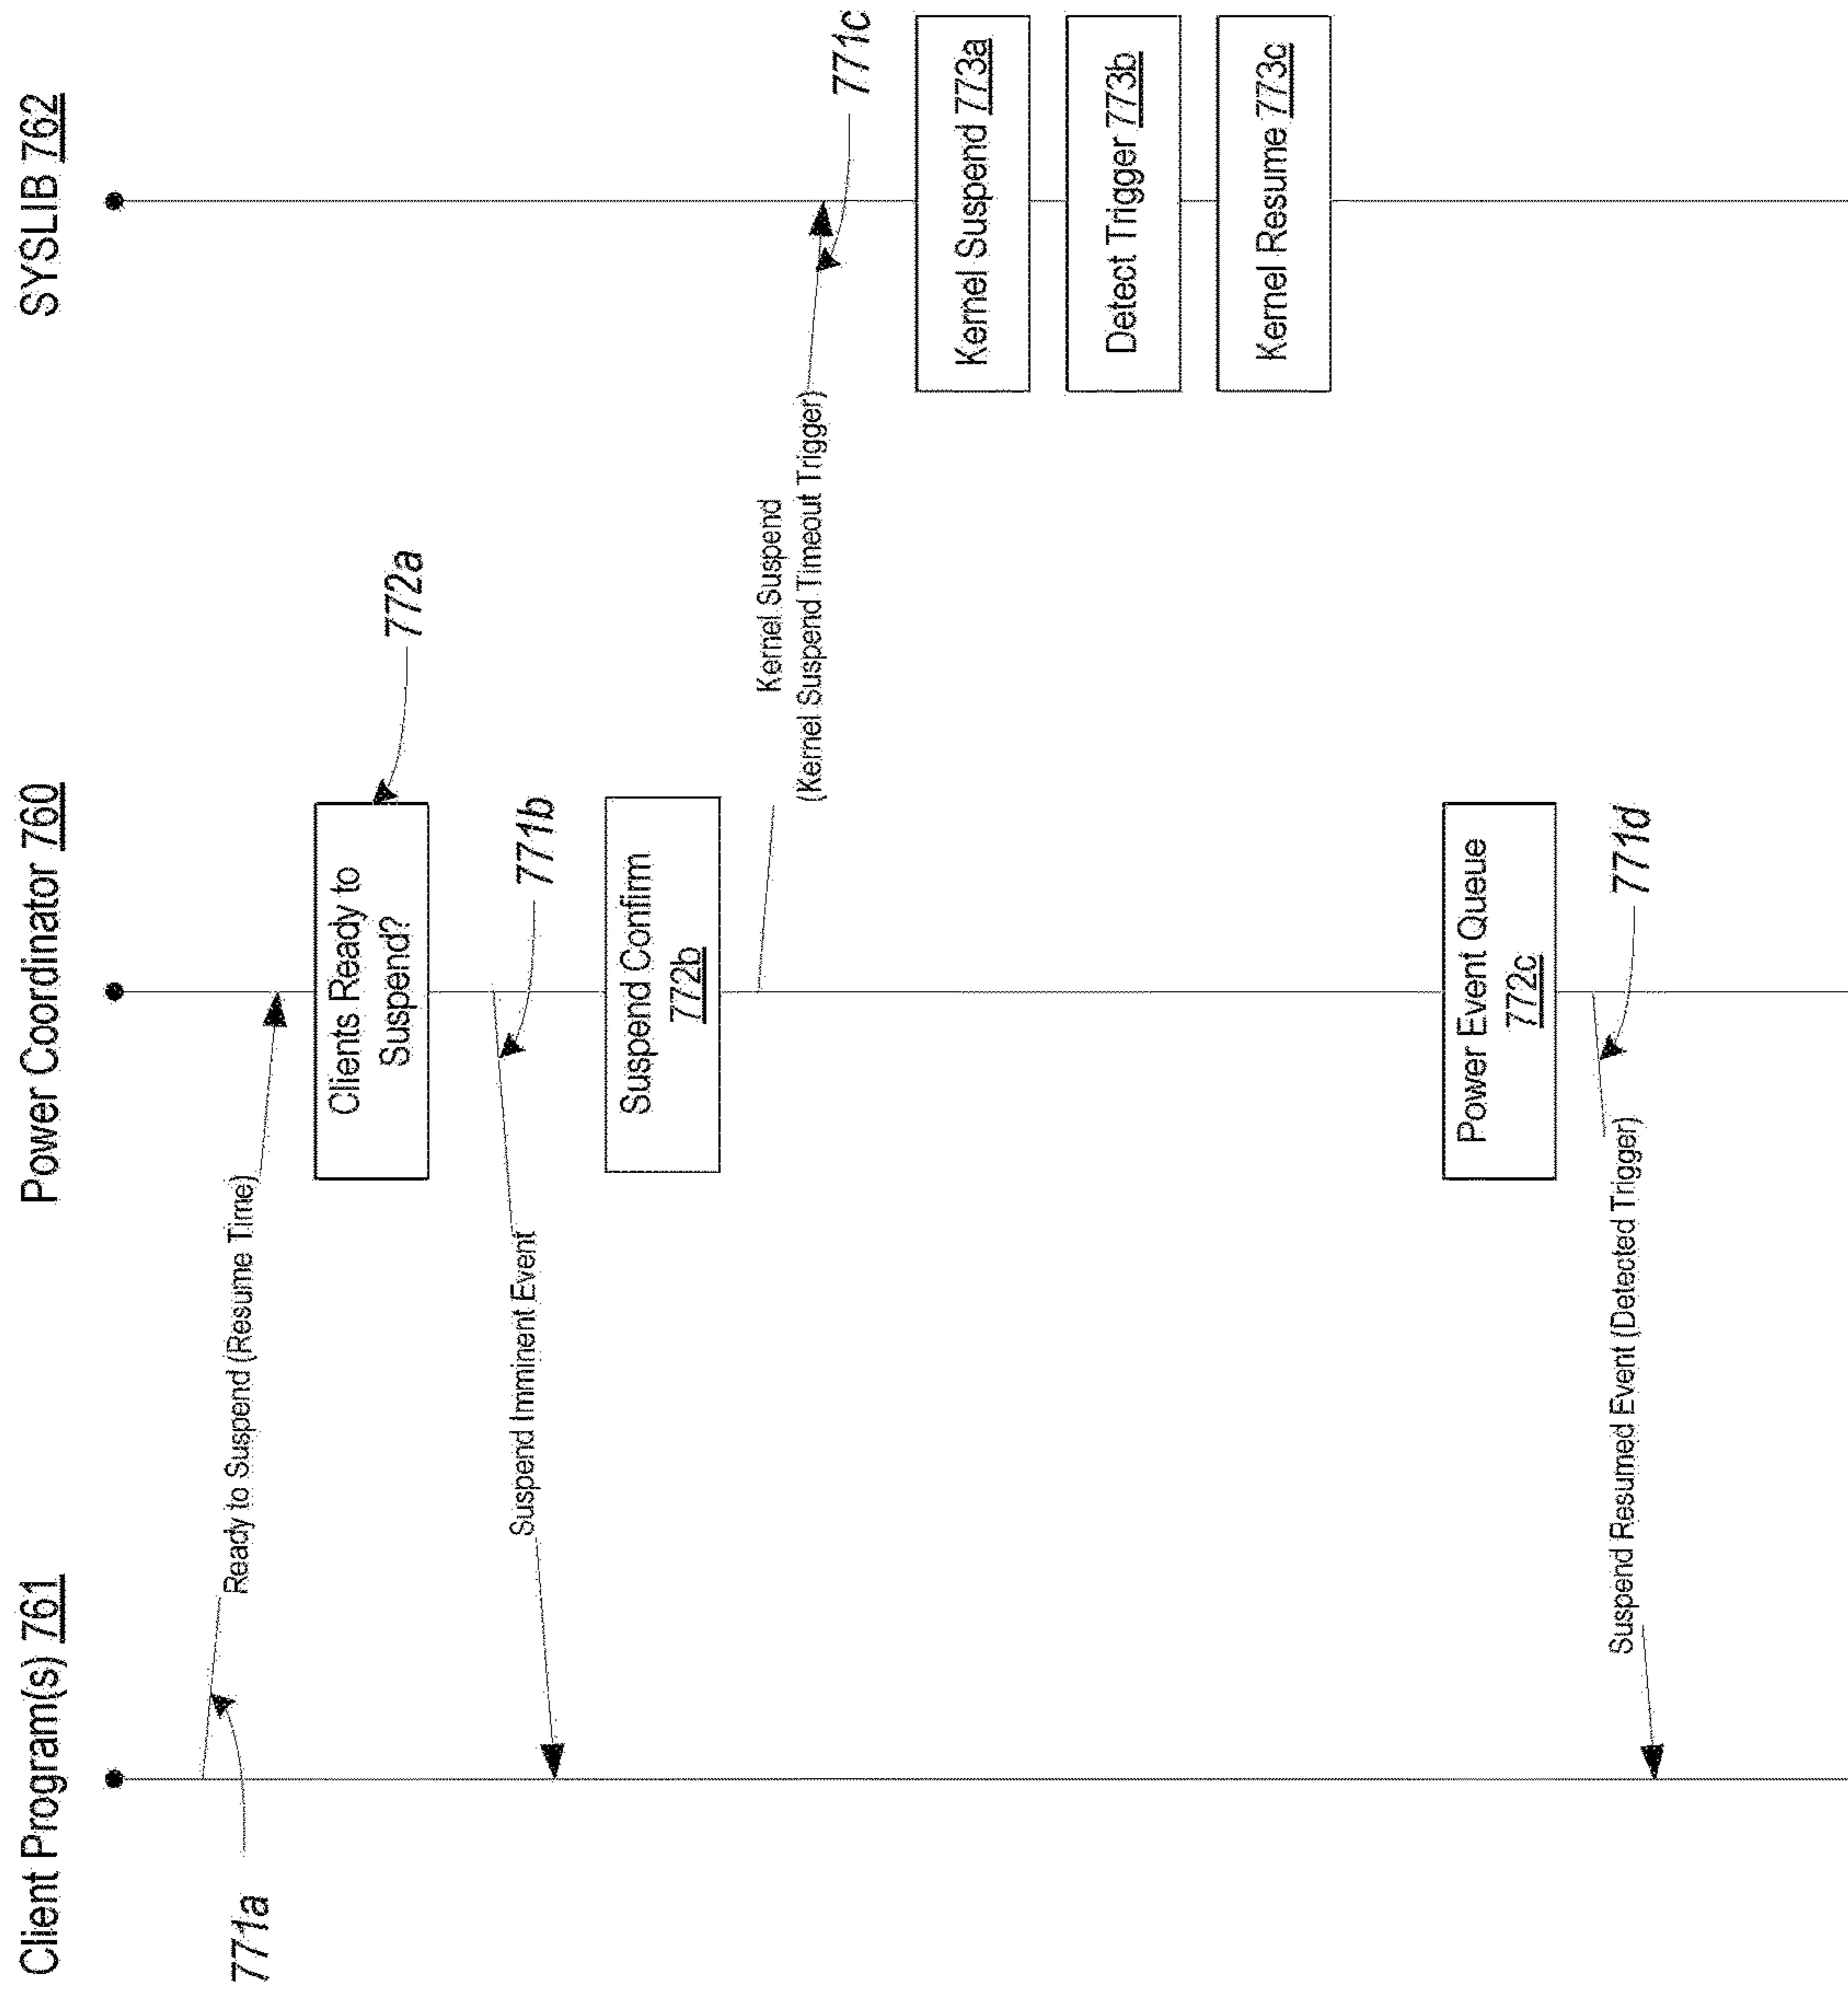 Client Program(s) 761
Power Coordinator 760
SYSLIB 762
771a
Ready to Suspend (Resume Time)
Clients Ready to
Suspend?
772a
771b
Suspend Imminent Event
Suspend Confirm
772b
Kernel Suspend
(Kernel Suspend Timeout Trigger)
771c
Kernel Suspend 773a
Detect Trigger 773b
Kernel Resume 773c
Power Event Queue
772c
771d
Suspend Resumed Event (Detected Trigger)